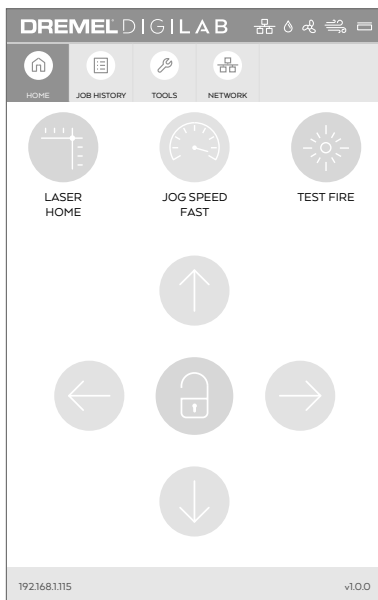 DREMEL DIGILAB
HOME JOB HISTORY TOOLS NETWORK
LASER JOG SPEED TEST FIRE
HOME FAST
192.168.1.115 v1.0.0